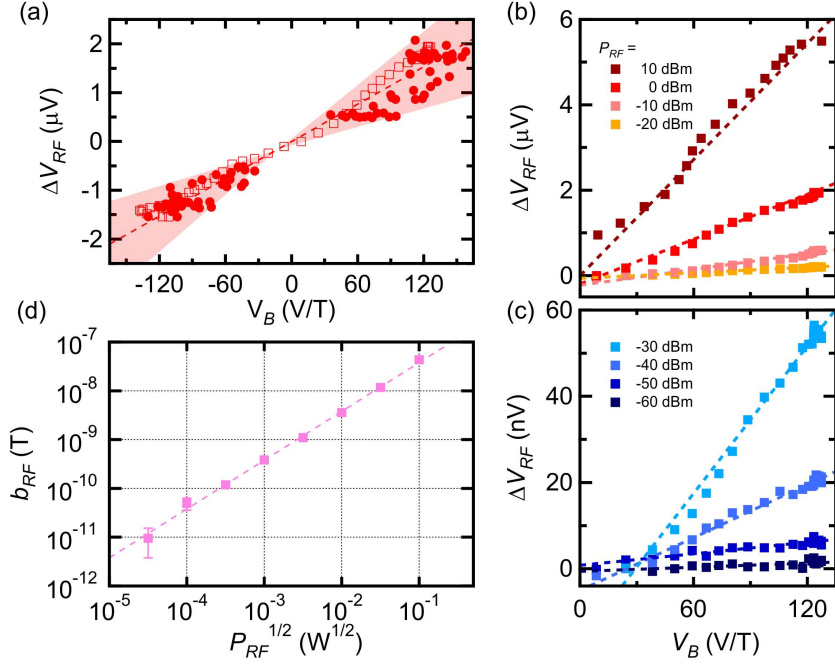 (a)
2
1
0
-1
-2
ΔV_RF (μV)
-120
-60
0
60
120
V_B (V/T)
(b)
6
4
2
0
ΔV_RF (μV)
P_RF =
10 dBm
0 dBm
-10 dBm
-20 dBm
(c)
60
40
20
0
ΔV_RF (nV)
-30 dBm
-40 dBm
-50 dBm
-60 dBm
0
60
120
V_B (V/T)
(d)
10^-7
10^-8
10^-9
10^-10
10^-11
10^-12
b_RF (T)
10^-5
10^-4
10^-3
10^-2
10^-1
P_RF^1/2 (W^1/2)